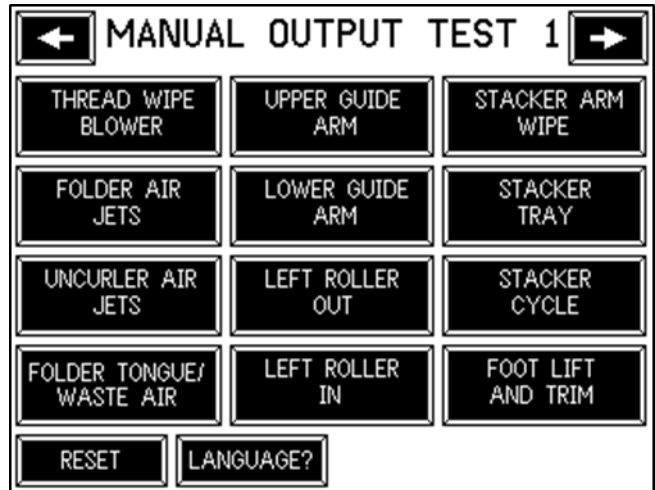 MANUAL OUTPUT TEST 1
THREAD WIPE
BLOWER
UPPER GUIDE
ARM
STACKER ARM
WIPE
FOLDER AIR
JETS
LOWER GUIDE
ARM
STACKER
TRAY
UNCURLER AIR
JETS
LEFT ROLLER
OUT
STACKER
CYCLE
FOLDER TONGUE/
WASTE AIR
LEFT ROLLER
IN
FOOT LIFT
AND TRIM
RESET
LANGUAGE?